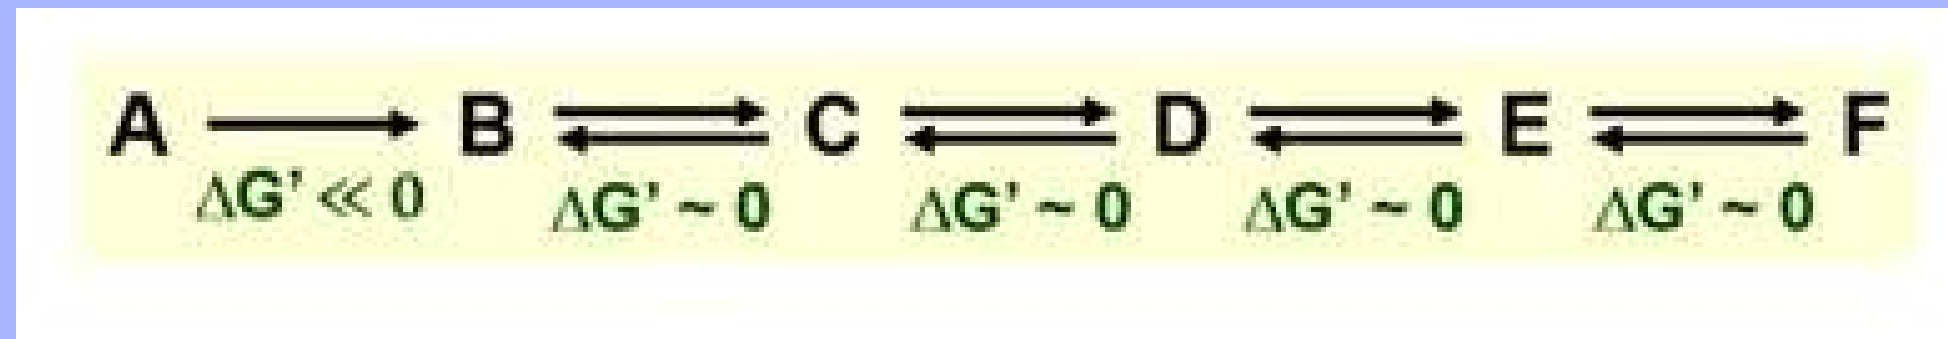 A → B ⇌ C ⇌ D ⇌ E ⇌ F
ΔG’ << 0 ΔG’ ~ 0 ΔG’ ~ 0 ΔG’ ~ 0 ΔG’ ~ 0